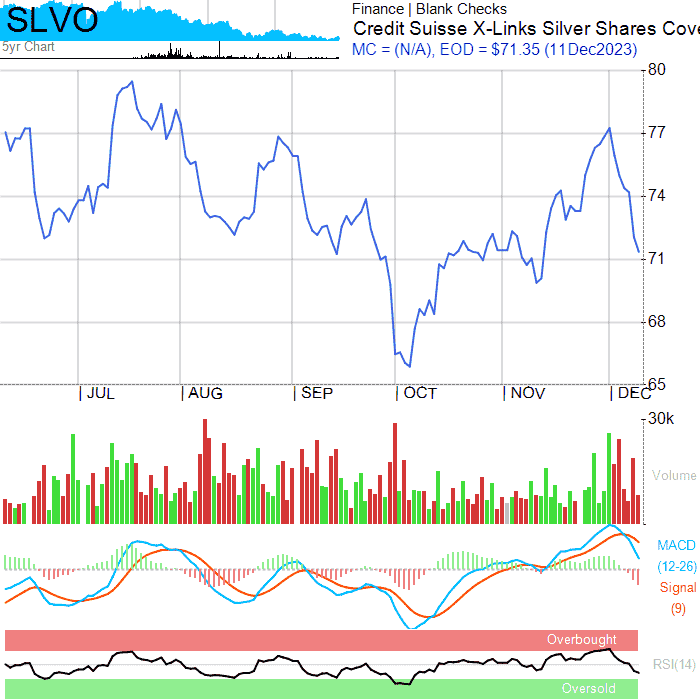 SLVO
5yr Chart
Finance | Blank Checks
Credit Suisse X-Links Silver Shares Cove
MC = (N/A), EOD = $71.35 (11Dec2023)
80
77
74
71
68
65
| JUL
| AUG
| SEP
| OCT
| NOV
| DEC
30k
Volume
MACD
(12-26)
Signal
(9)
Overbought
RSI(14)
Oversold